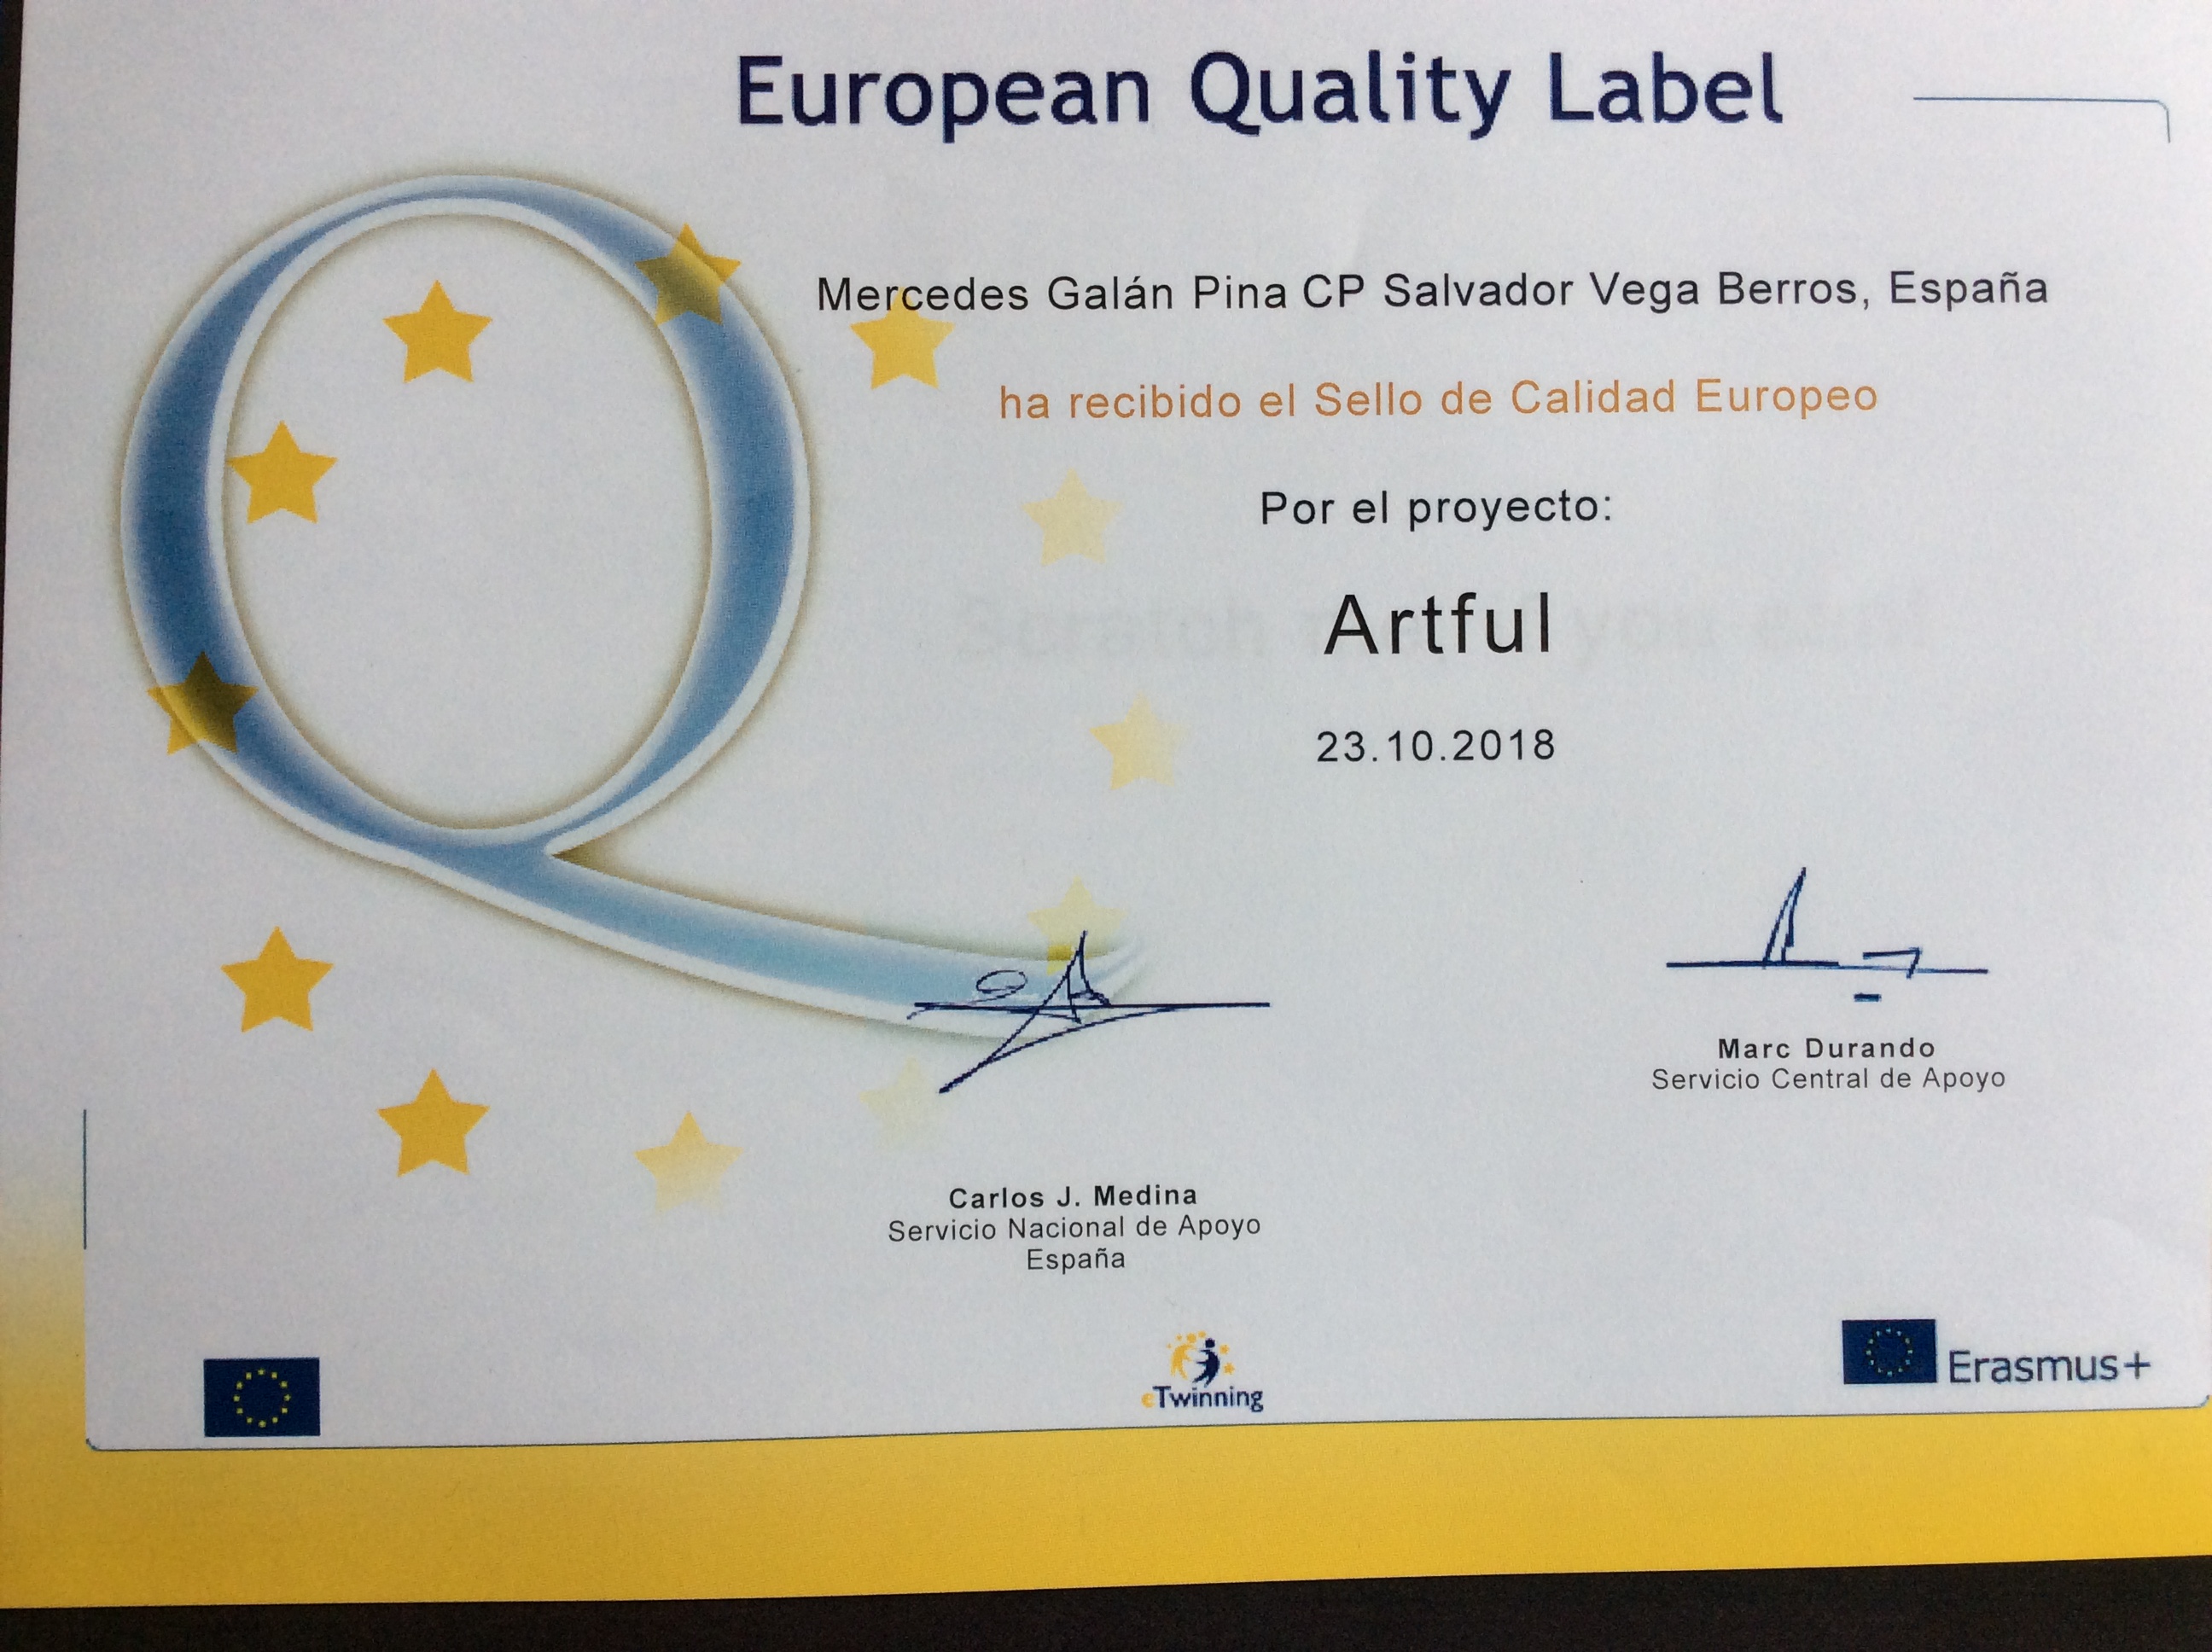 European Quality Label
Mercedes Galán Pina CP Salvador Vega Berros, España
ha recibido el Sello de Calidad Europeo
Por el proyecto:
Artful
Scratch you
23.10.2018
Marc Durando
Servicio Central de Apoyo
Carlos J. Medina
Servicio Nacional de Apoyo
España
eTwinning
Erasmus+